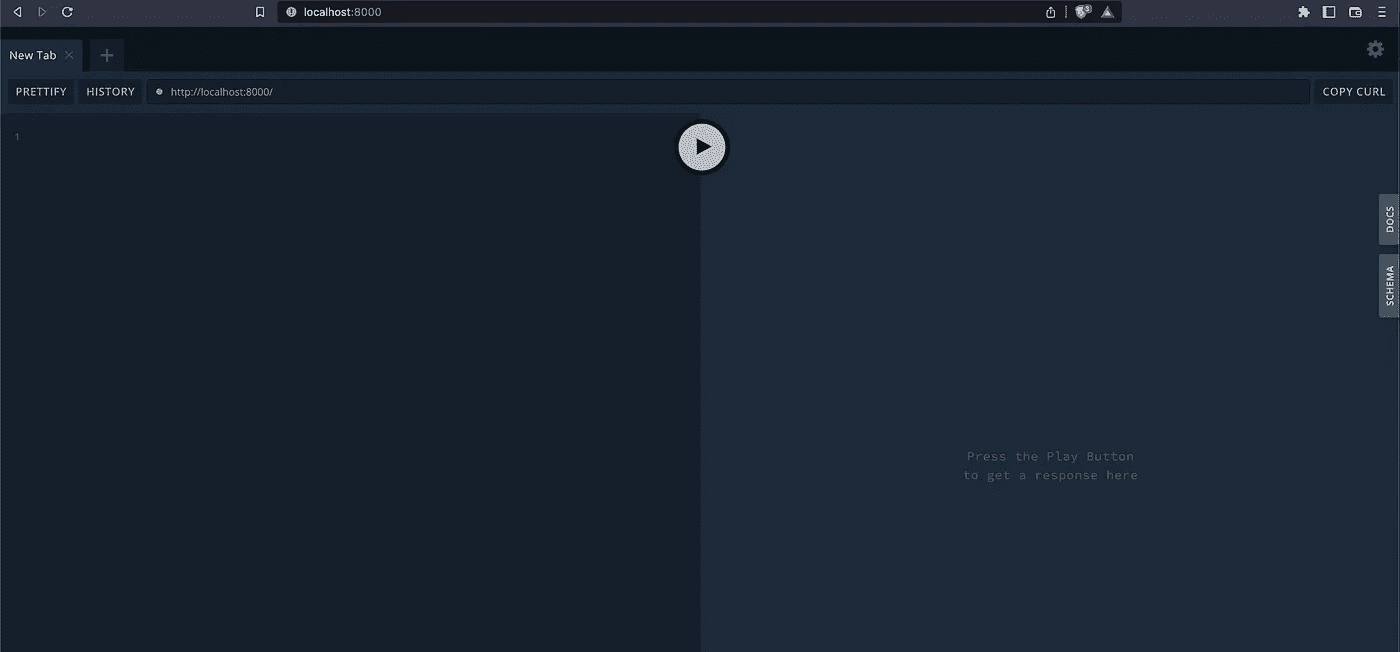 localhost:8000
3
New Tab
PRETTIFY
HISTORY
http://localhost:8000/
COPY CURL
1
DOCS
SCHEMA
Press the Play Button
to get a response here